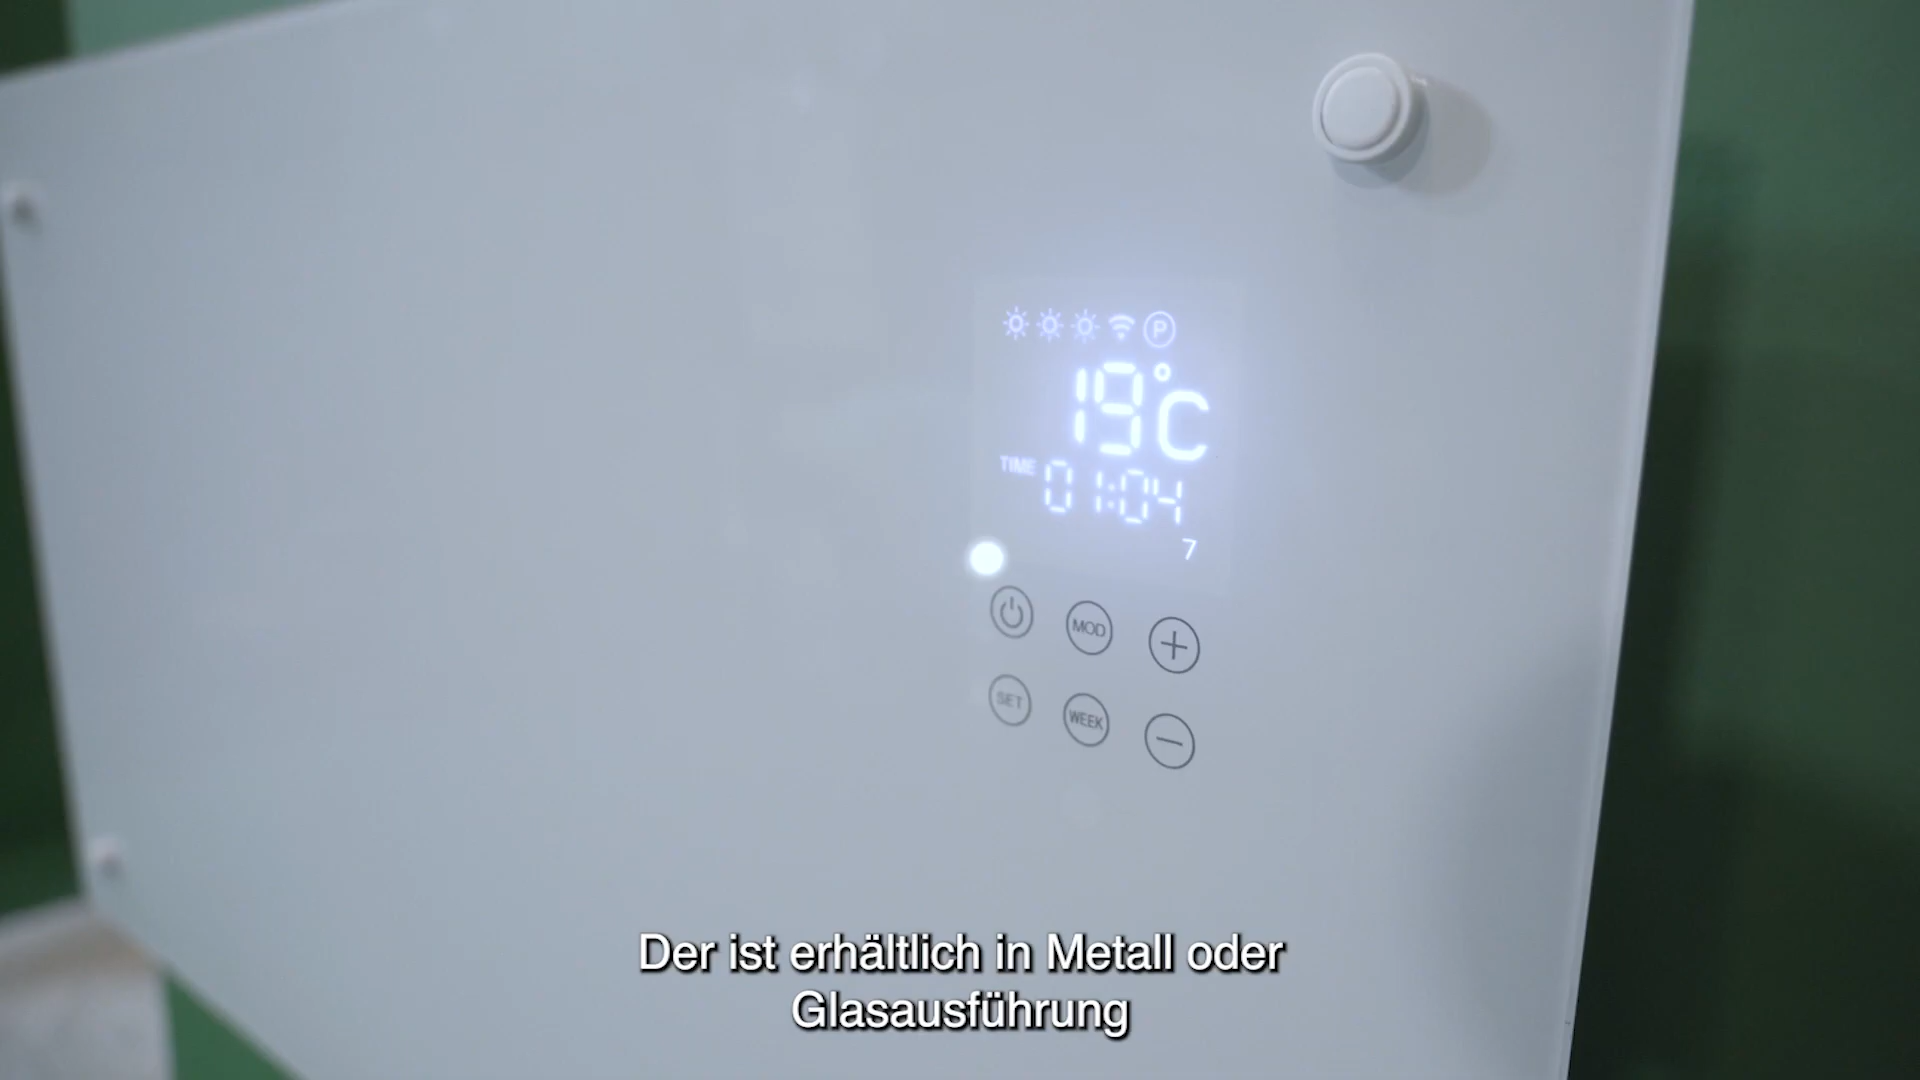 P
19°C
TIME 01:04
7
MOD
SET
WEEK
Der ist erhältlich in Metall oder
Glasausführung